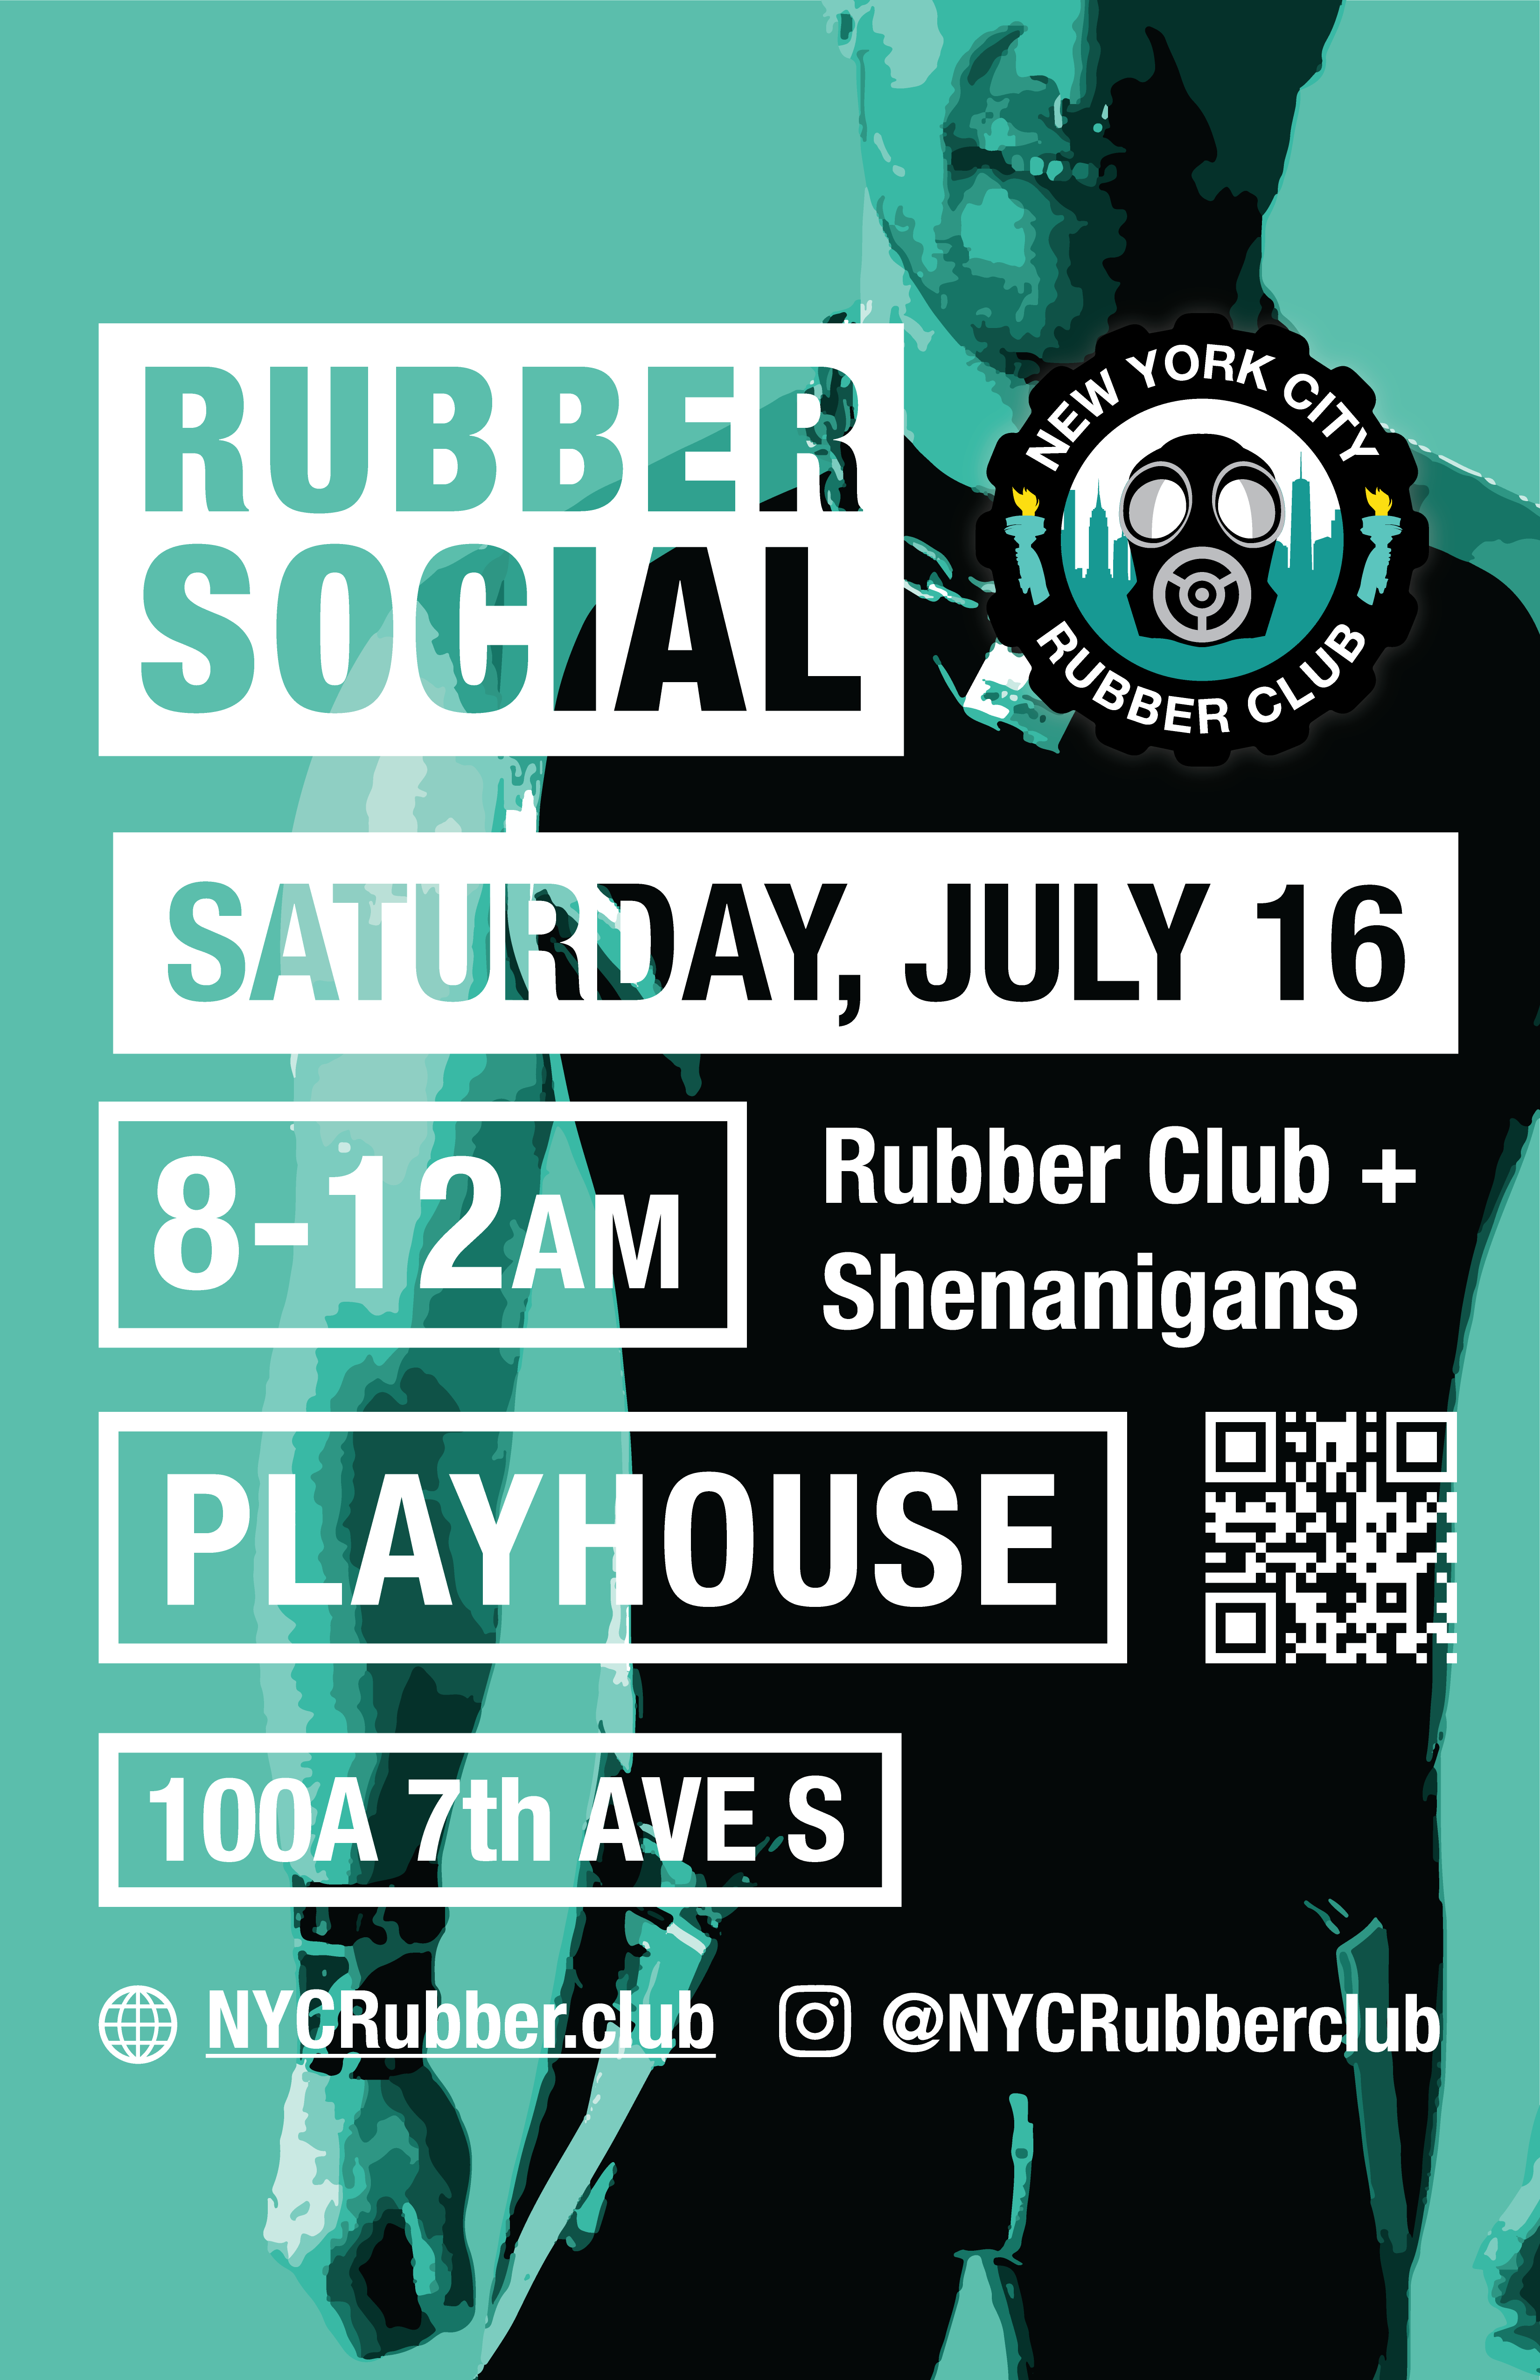 RUBBER
SOCIAL
NEW YORK CITY
RUBBER CLUB
SATURDAY, JULY 16
8-12AM
Rubber Club +
Shenanigans
PLAYHOUSE
100A 7th AVE S
NYCRubber.club
@NYCRubberclub